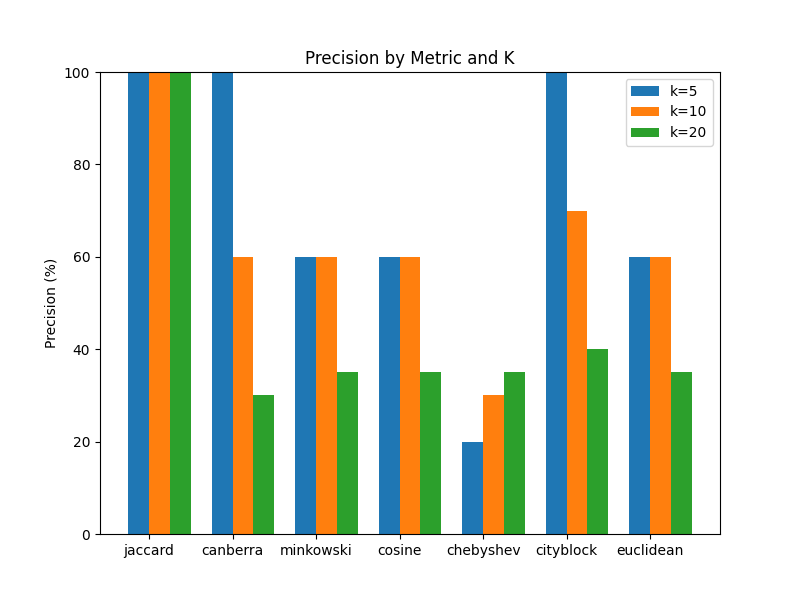 Precision by Metric and K
k=5
k=10
k=20
Precision (%)
100
80
60
40
20
0
jaccard canberra minkowski cosine chebyshev cityblock euclidean